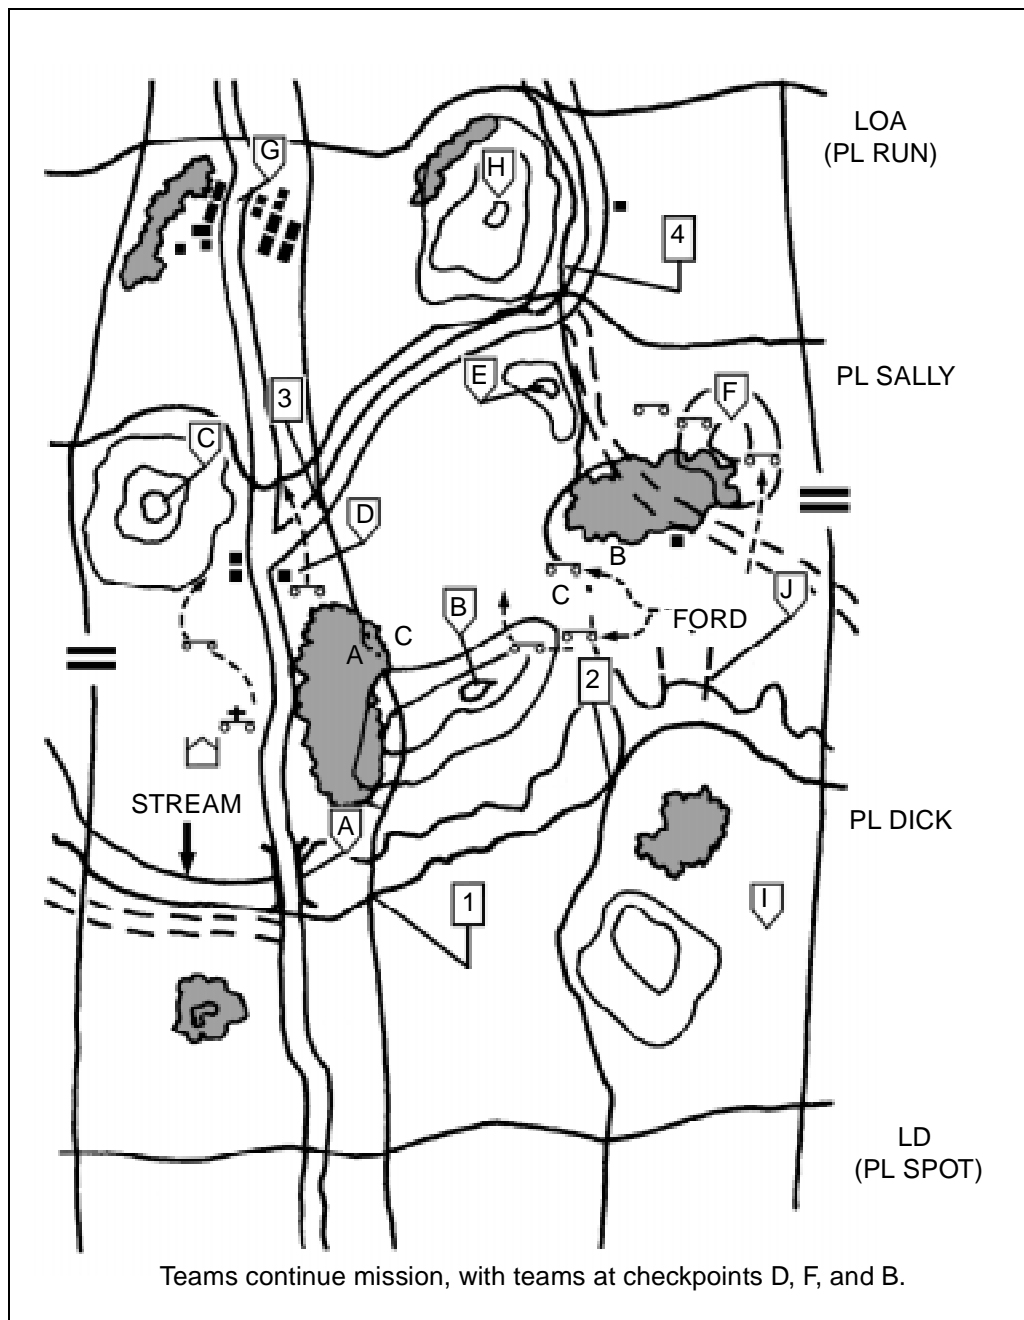 LOA
(PL RUN)
G
H
4
PL SALLY
E
F
3
C
D
B
J
C
B
FORD
C
A
2
STREAM
A
PL DICK
1
I
LD
(PL SPOT)
Teams continue mission, with teams at checkpoints D, F, and B.